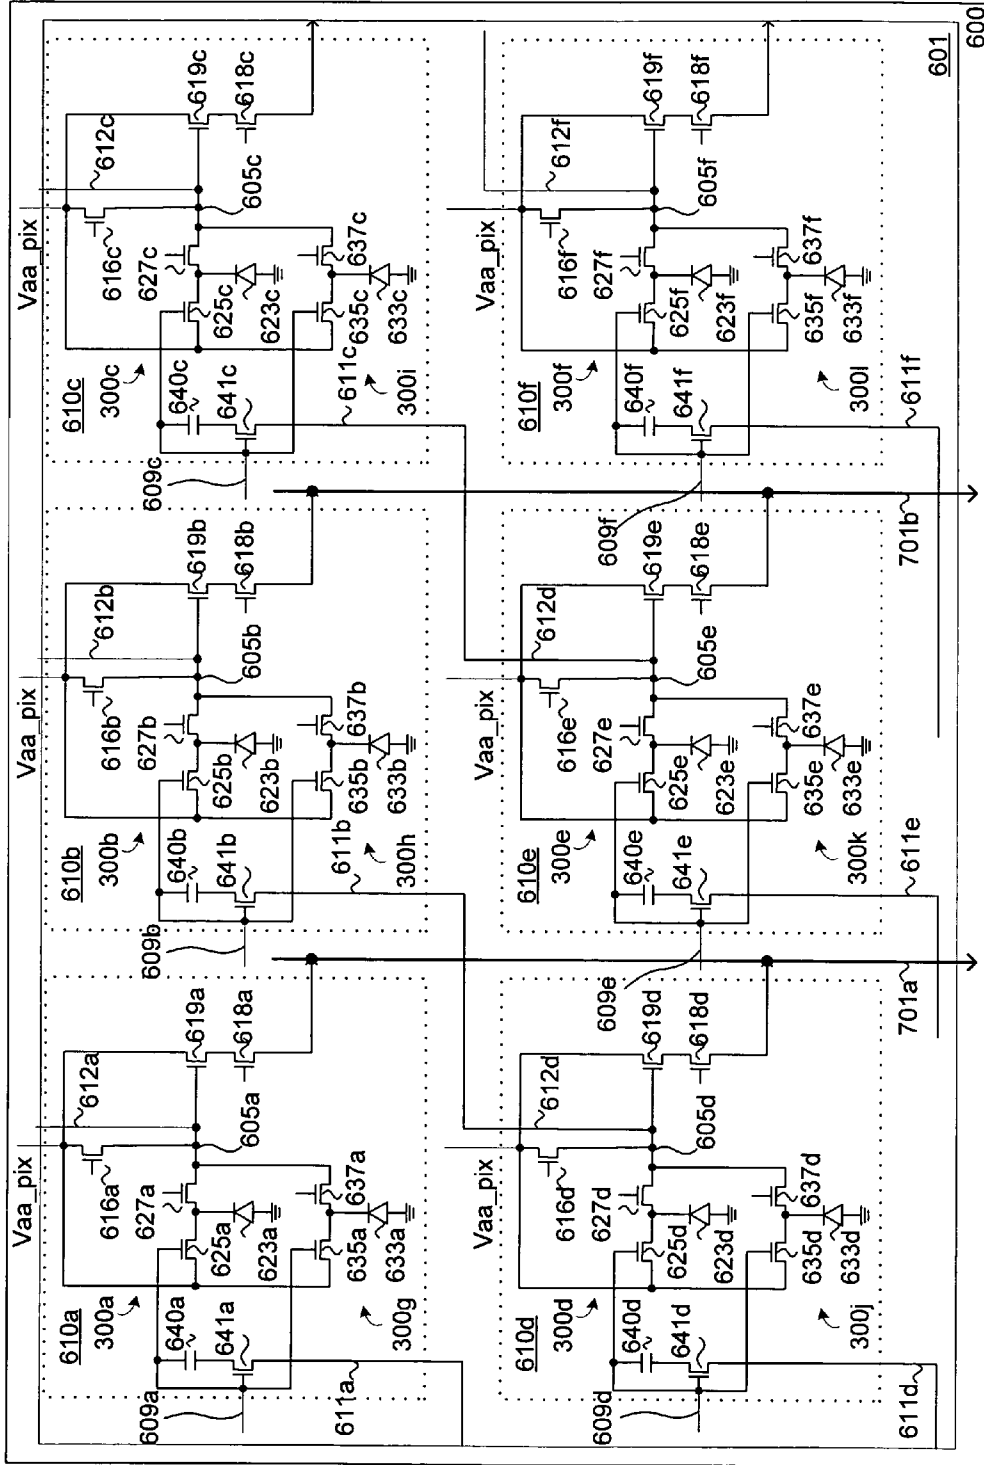 Vaa_pix
612a
610a
300a
616a
627a
619a
640a
625a
618a
641a
623a
605a
609a
635a
637a
633a
611a
300g
Vaa_pix
612b
610b
300b
616b
627b
619b
640b
625b
618b
641b
623b
605b
609b
635b
637b
633b
611b
300h
Vaa_pix
612c
610c
300c
616c
627c
619c
640c
625c
618c
641c
623c
605c
609c
635c
637c
633c
611c
300i
Vaa_pix
612d
610d
300d
616d
627d
619d
640d
625d
618d
641d
623d
605d
609d
635d
637d
633d
611d
300j
701a
Vaa_pix
612d
610e
300e
616e
627e
619e
640e
625e
618e
641e
623e
605e
609e
635e
637e
633e
611e
300k
701b
Vaa_pix
612f
610f
300f
616f
627f
619f
640f
625f
618f
641f
623f
605f
609f
635f
637f
633f
611f
300l
601
600